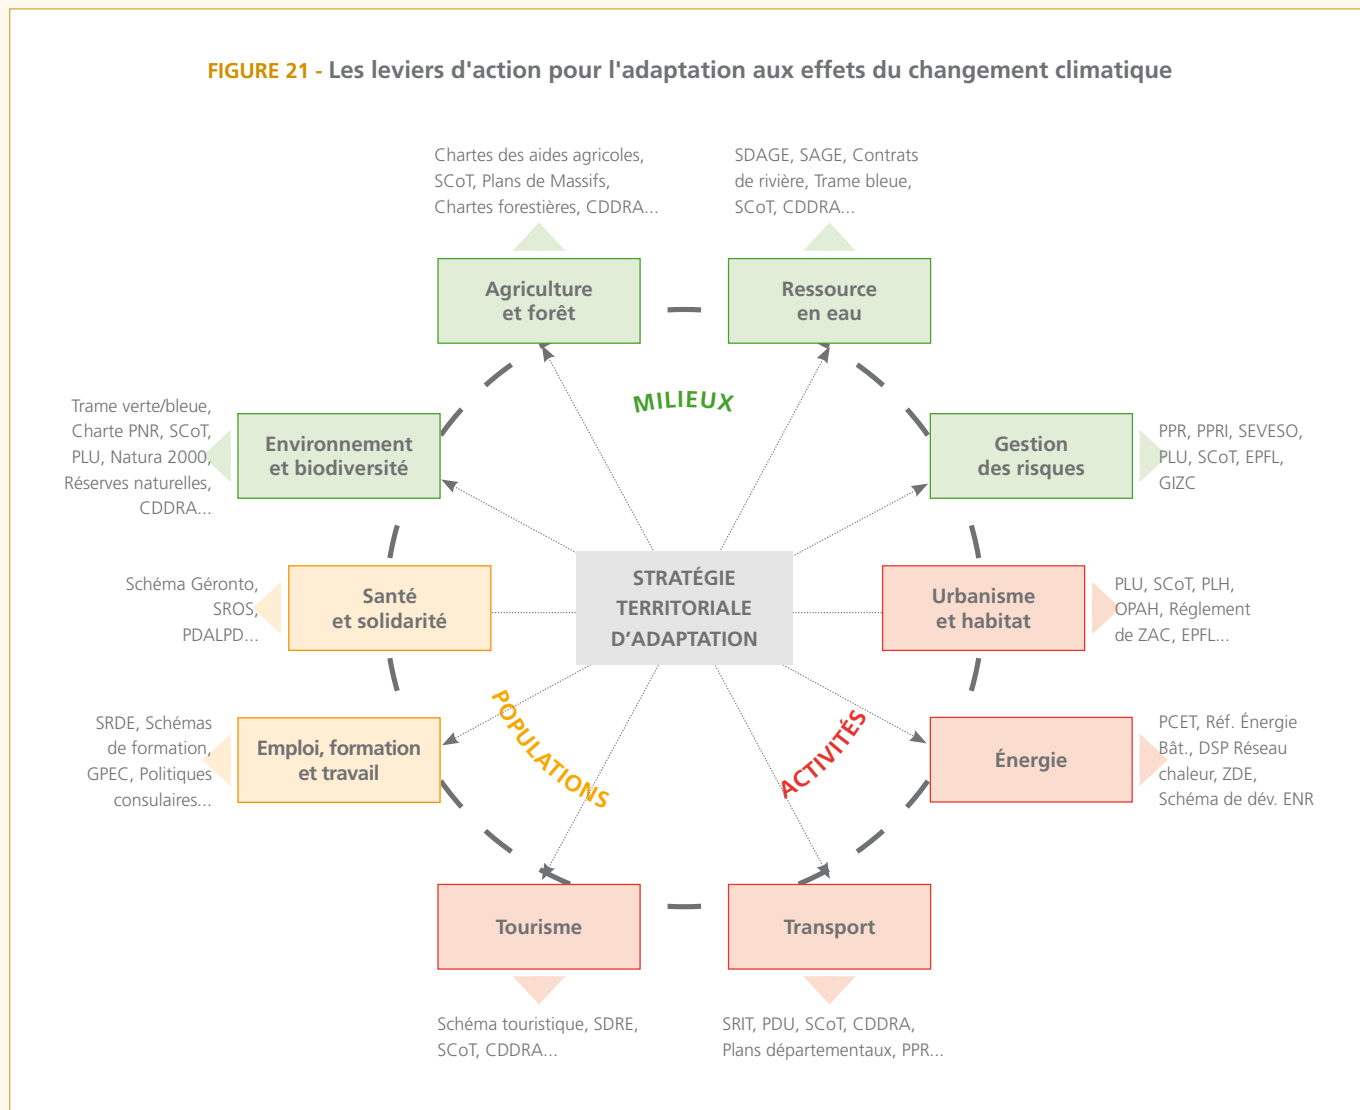 FIGURE 21 - Les leviers d'action pour l'adaptation aux effets du changement climatique
Chartes des aides agricoles,
SCoT, Plans de Massifs,
Chartes forestières, CDDRA...
SDAGE, SAGE, Contrats
de rivière, Trame bleue,
SCoT, CDDRA...
Agriculture
et forêt
Ressource
en eau
MILIEUX
Trame verte/bleue,
Charte PNR, SCoT,
PLU, Natura 2000,
Réserves naturelles,
CDDRA...
Environnement
et biodiversité
Gestion
des risques
PPR, PPRI, SEVESO,
PLU, SCoT, EPFL,
GIZC
Schéma Géronto,
SROS,
PDALPD...
Santé
et solidarité
STRATÉGIE
TERRITORIALE
D’ADAPTATION
Urbanisme
et habitat
PLU, SCoT, PLH,
OPAH, Réglement
de ZAC, EPFL...
SRDE, Schémas
de formation,
GPEC, Politiques
consulaires...
Emploi, formation
et travail
POPULATIONS
ACTIVITÉS
Énergie
PCET, Réf. Énergie
Bât., DSP Réseau
chaleur, ZDE,
Schéma de dév. ENR
Tourisme
Transport
Schéma touristique, SDRE,
SCoT, CDDRA...
SRIT, PDU, SCoT, CDDRA,
Plans départementaux, PPR...